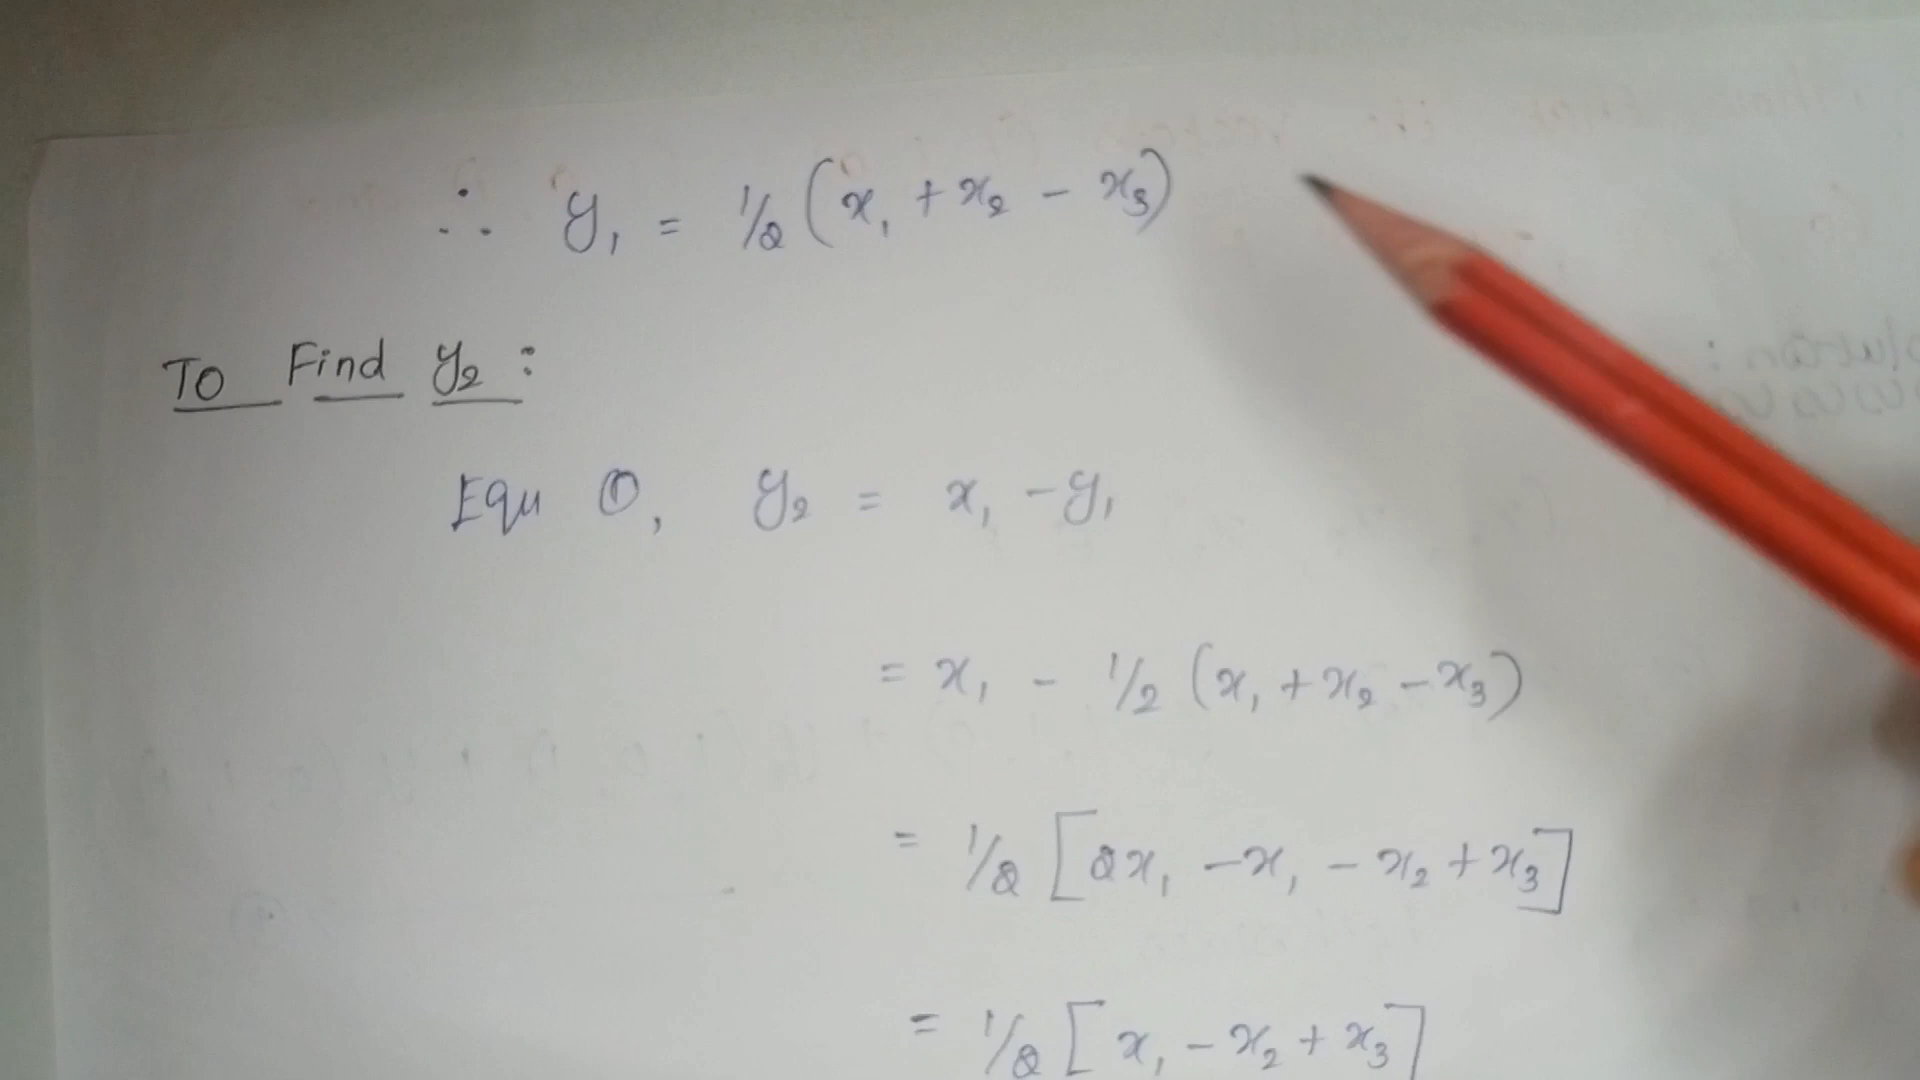 ∴ y₁ = 1/2 (x₁ + x₂ - x₃)
To Find y₂ :
Equ ①, y₂ = x₁ - y₁
= x₁ - 1/2 (x₁ + x₂ - x₃)
= 1/2 [2x₁ - x₁ - x₂ + x₃]
= 1/2 [x₁ - x₂ + x₃]